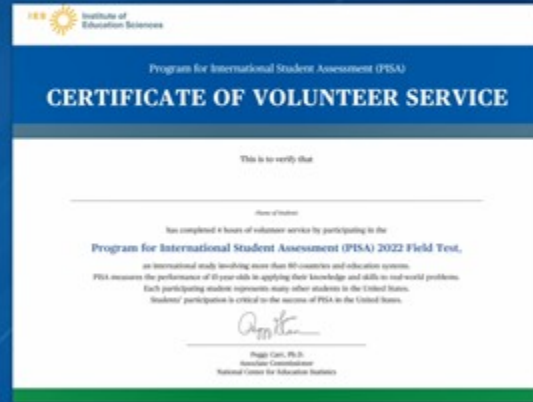 IES
Institute of
Education Sciences
Program for International Student Assessment (PISA)
CERTIFICATE OF VOLUNTEER SERVICE
This is to verify that
(Name of Student)
has completed 4 hours of volunteer service by participating in the
Program for International Student Assessment (PISA) 2022 Field Test,
an international study involving more than 80 countries and education systems.
PISA measures the performance of 15-year-olds in applying their knowledge and skills to real-world problems.
Each participating student represents many other students in the United States.
Students' participation is critical to the success of PISA in the United States.
Peggy Carr, Ph.D.
Associate Commissioner
National Center for Education Statistics